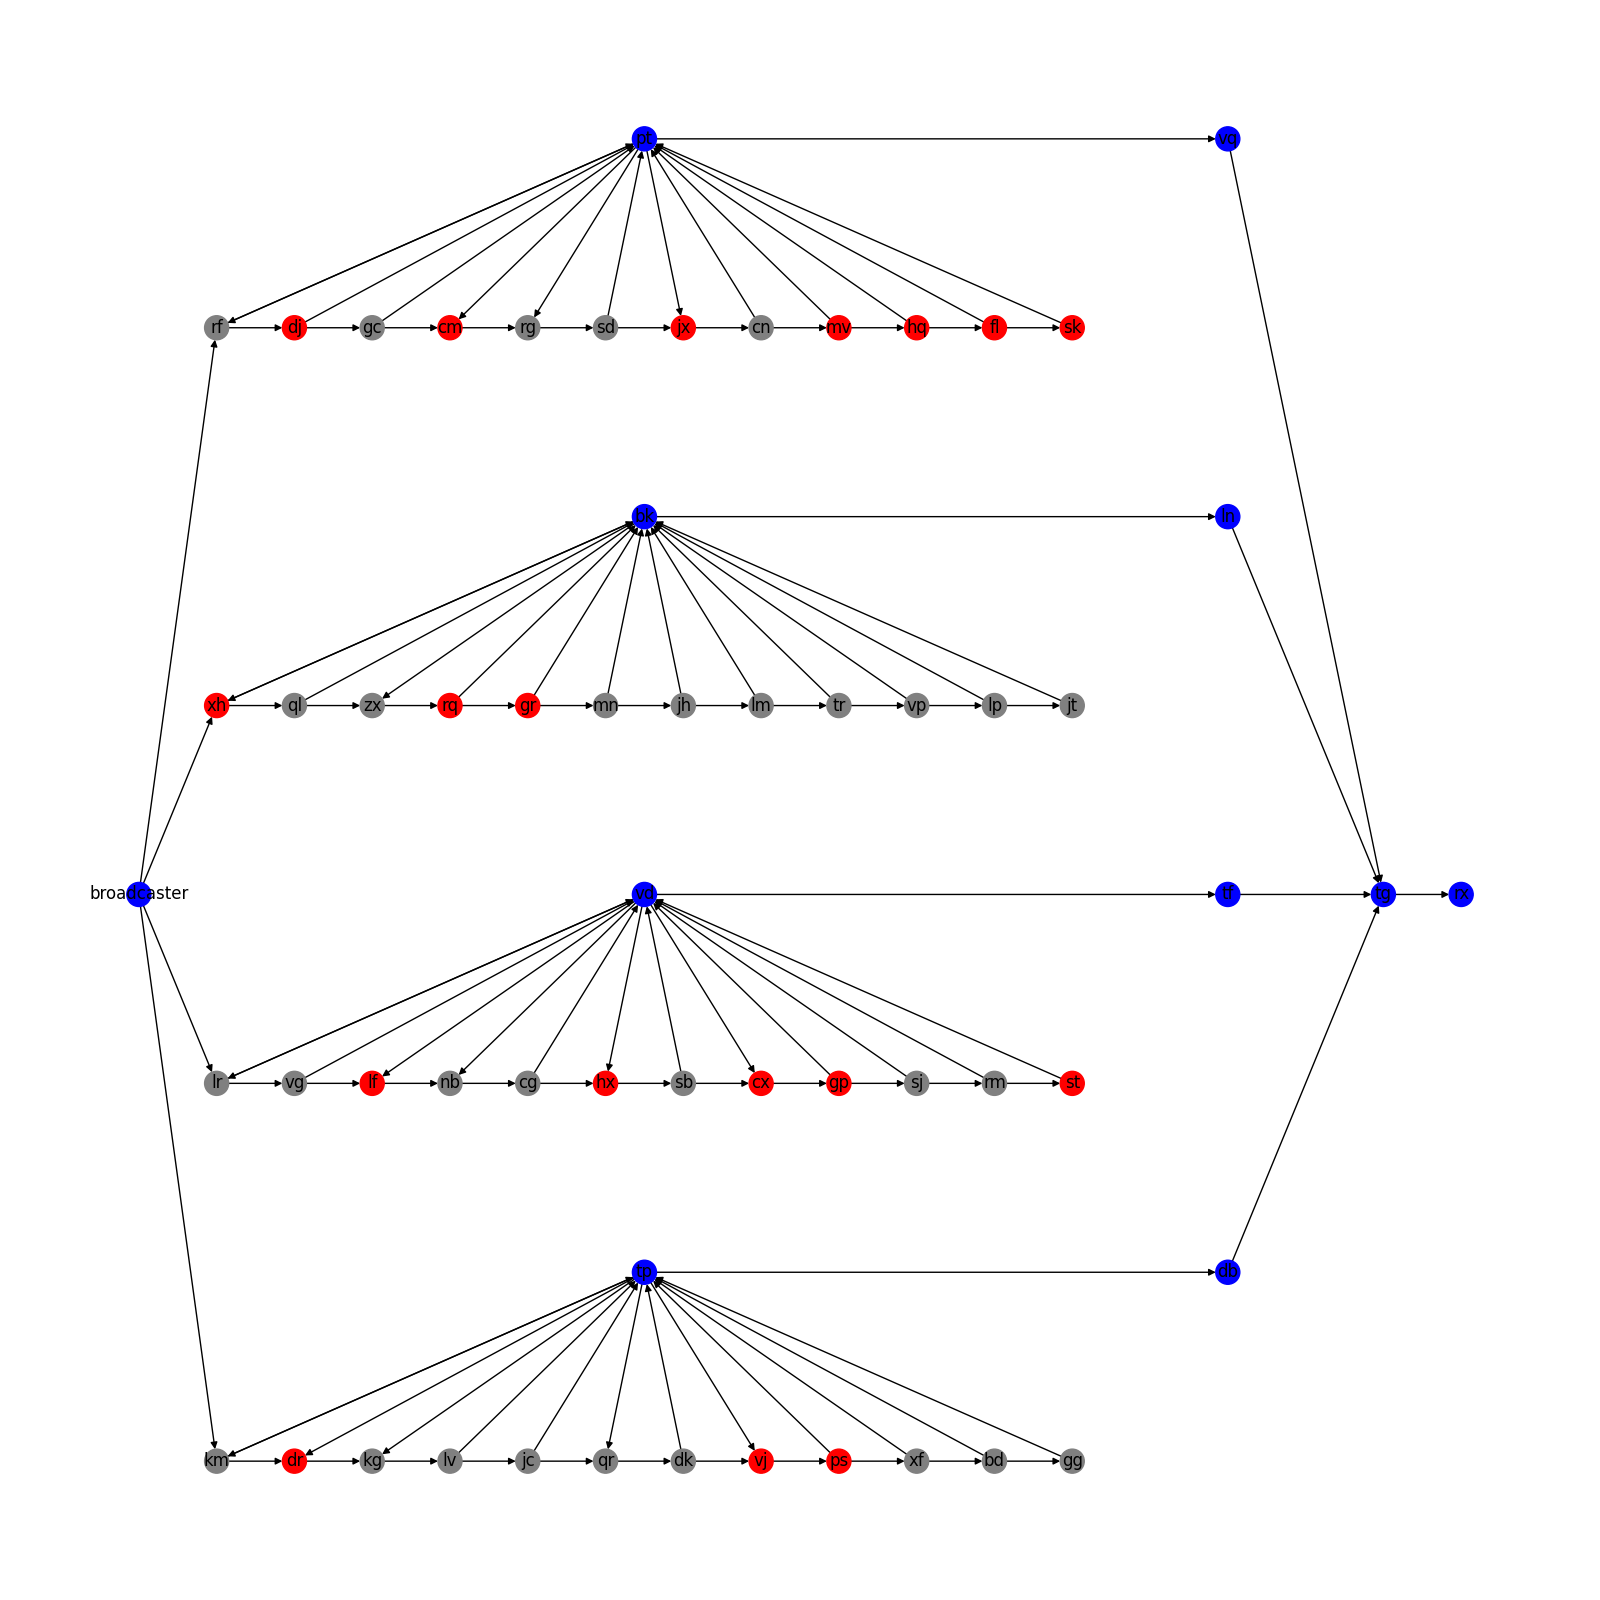 pt
vq
rf
dj
gc
cm
rg
sd
jx
cn
mv
hq
fl
sk
bk
ln
xh
ql
zx
rq
gr
mn
jh
lm
tr
vp
lp
jt
broadcaster
vd
tf
tg
rx
lr
vg
lf
nb
cg
hx
sb
cx
gp
sj
rm
st
tp
db
km
dr
kg
lv
jc
qr
dk
vj
ps
xf
bd
gg